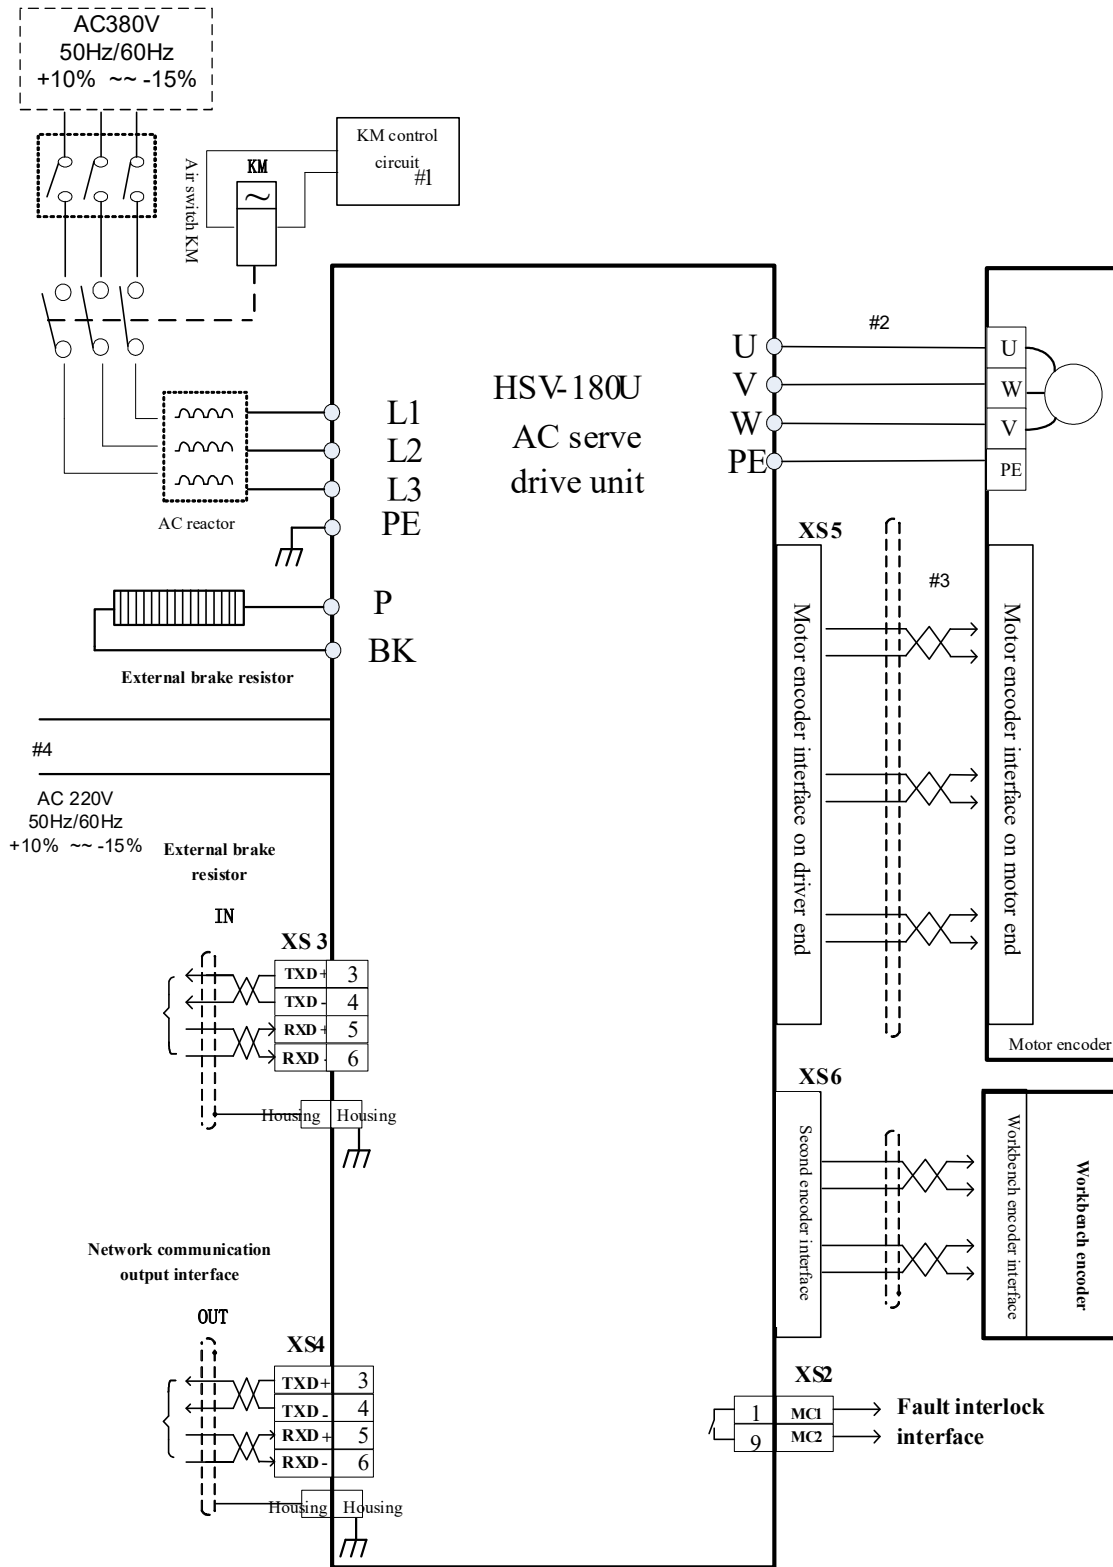 AC380V
50Hz/60Hz
+10% ~~ -15%
Air switch KM
KM
KM control
circuit
#1
HSV-180U
AC serve
drive unit
L1
L2
L3
PE
AC reactor
P
BK
External brake resistor
#4
AC 220V
50Hz/60Hz
+10% ~~ -15%
External brake
resistor
IN
XS3
TXD+ 3
TXD- 4
RXD+ 5
RXD- 6
Housing Housing
Network communication
output interface
OUT
XS4
TXD+ 3
TXD- 4
RXD+ 5
RXD- 6
Housing Housing
U
V
W
PE
#2
U
W
V
PE
XS5
#3
Motor encoder interface on driver end
Motor encoder interface on motor end
Motor encoder
XS6
Second encoder interface
Workbench encoder interface
Workbench encoder
XS2
1 MC1
9 MC2
Fault interlock
interface